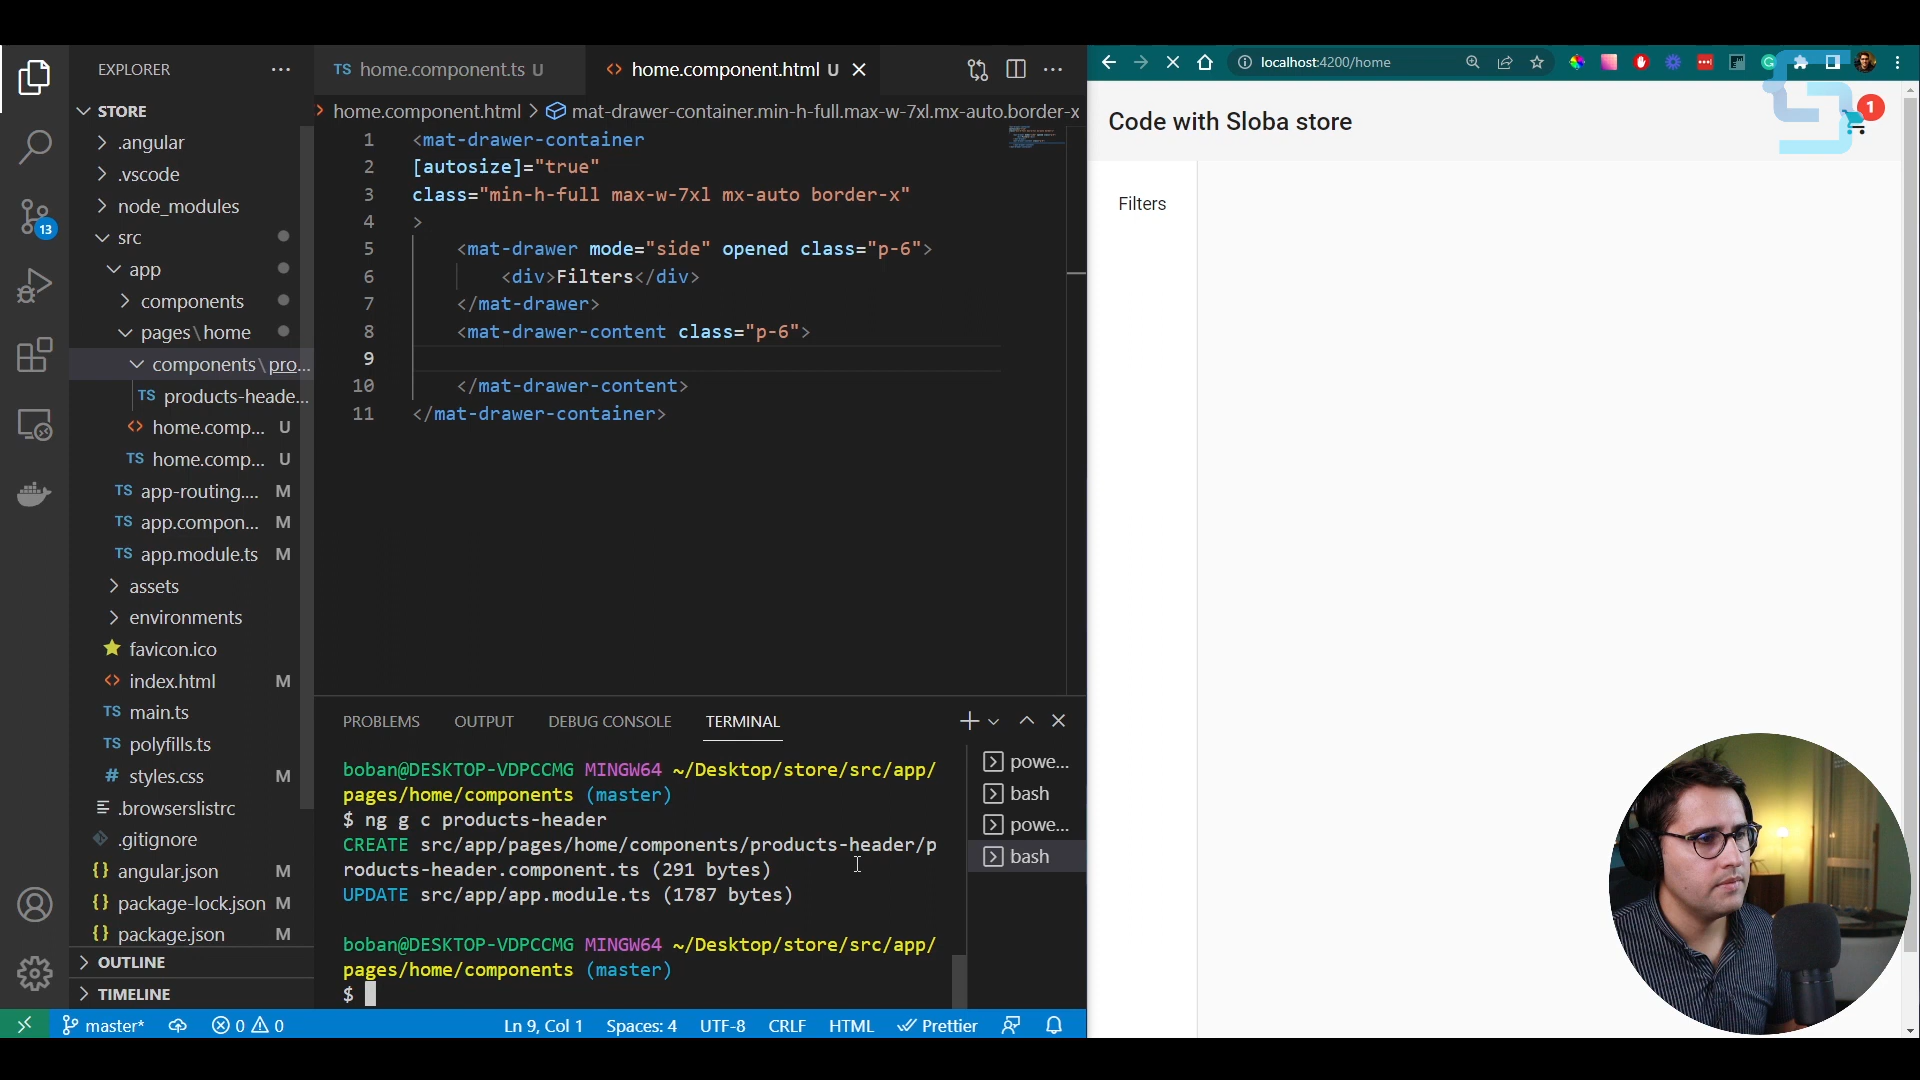 EXPLORER
STORE
.angular
.vscode
node_modules
src
app
components
pages\home
components\pro...
TS products-heade...
<> home.comp... U
TS home.comp... U
TS app-routing.... M
TS app.compon... M
TS app.module.ts M
assets
environments
favicon.ico
<> index.html M
TS main.ts
TS polyfills.ts
# styles.css M
.browserslistrc
.gitignore
{} angular.json M
{} package-lock.json M
{} package.json M
OUTLINE
TIMELINE
13
TS home.component.ts U
<> home.component.html U
home.component.html > mat-drawer-container.min-h-full.max-w-7xl.mx-auto.border-x
1 <mat-drawer-container
2 [autosize]="true"
3 class="min-h-full max-w-7xl mx-auto border-x"
4 >
5 <mat-drawer mode="side" opened class="p-6">
6 <div>Filters</div>
7 </mat-drawer>
8 <mat-drawer-content class="p-6">
9
10 </mat-drawer-content>
11 </mat-drawer-container>
PROBLEMS OUTPUT DEBUG CONSOLE TERMINAL
boban@DESKTOP-VDPCCMG MINGW64 ~/Desktop/store/src/app/
pages/home/components (master)
$ ng g c products-header
CREATE src/app/pages/home/components/products-header/p
roducts-header.component.ts (291 bytes)
UPDATE src/app/app.module.ts (1787 bytes)
boban@DESKTOP-VDPCCMG MINGW64 ~/Desktop/store/src/app/
pages/home/components (master)
$
powe...
bash
powe...
bash
master* 0 0 Ln 9, Col 1 Spaces: 4 UTF-8 CRLF HTML Prettier
localhost:4200/home
Code with Sloba store
1
Filters